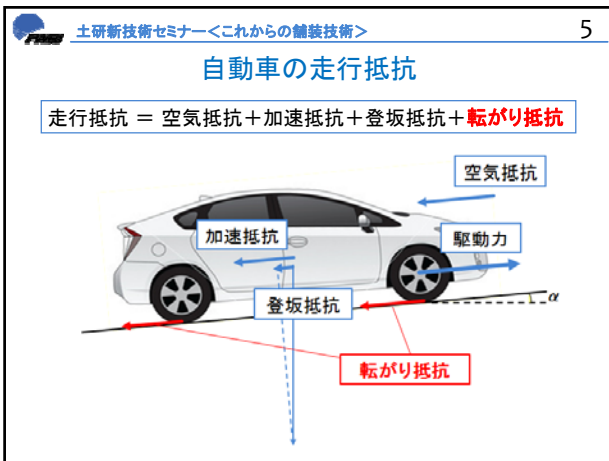 PWRI 土研新技術セミナー<これからの舗装技術> 5
自動車の走行抵抗
走行抵抗 = 空気抵抗+加速抵抗+登坂抵抗+転がり抵抗
空気抵抗
加速抵抗
駆動力
登坂抵抗
α
転がり抵抗